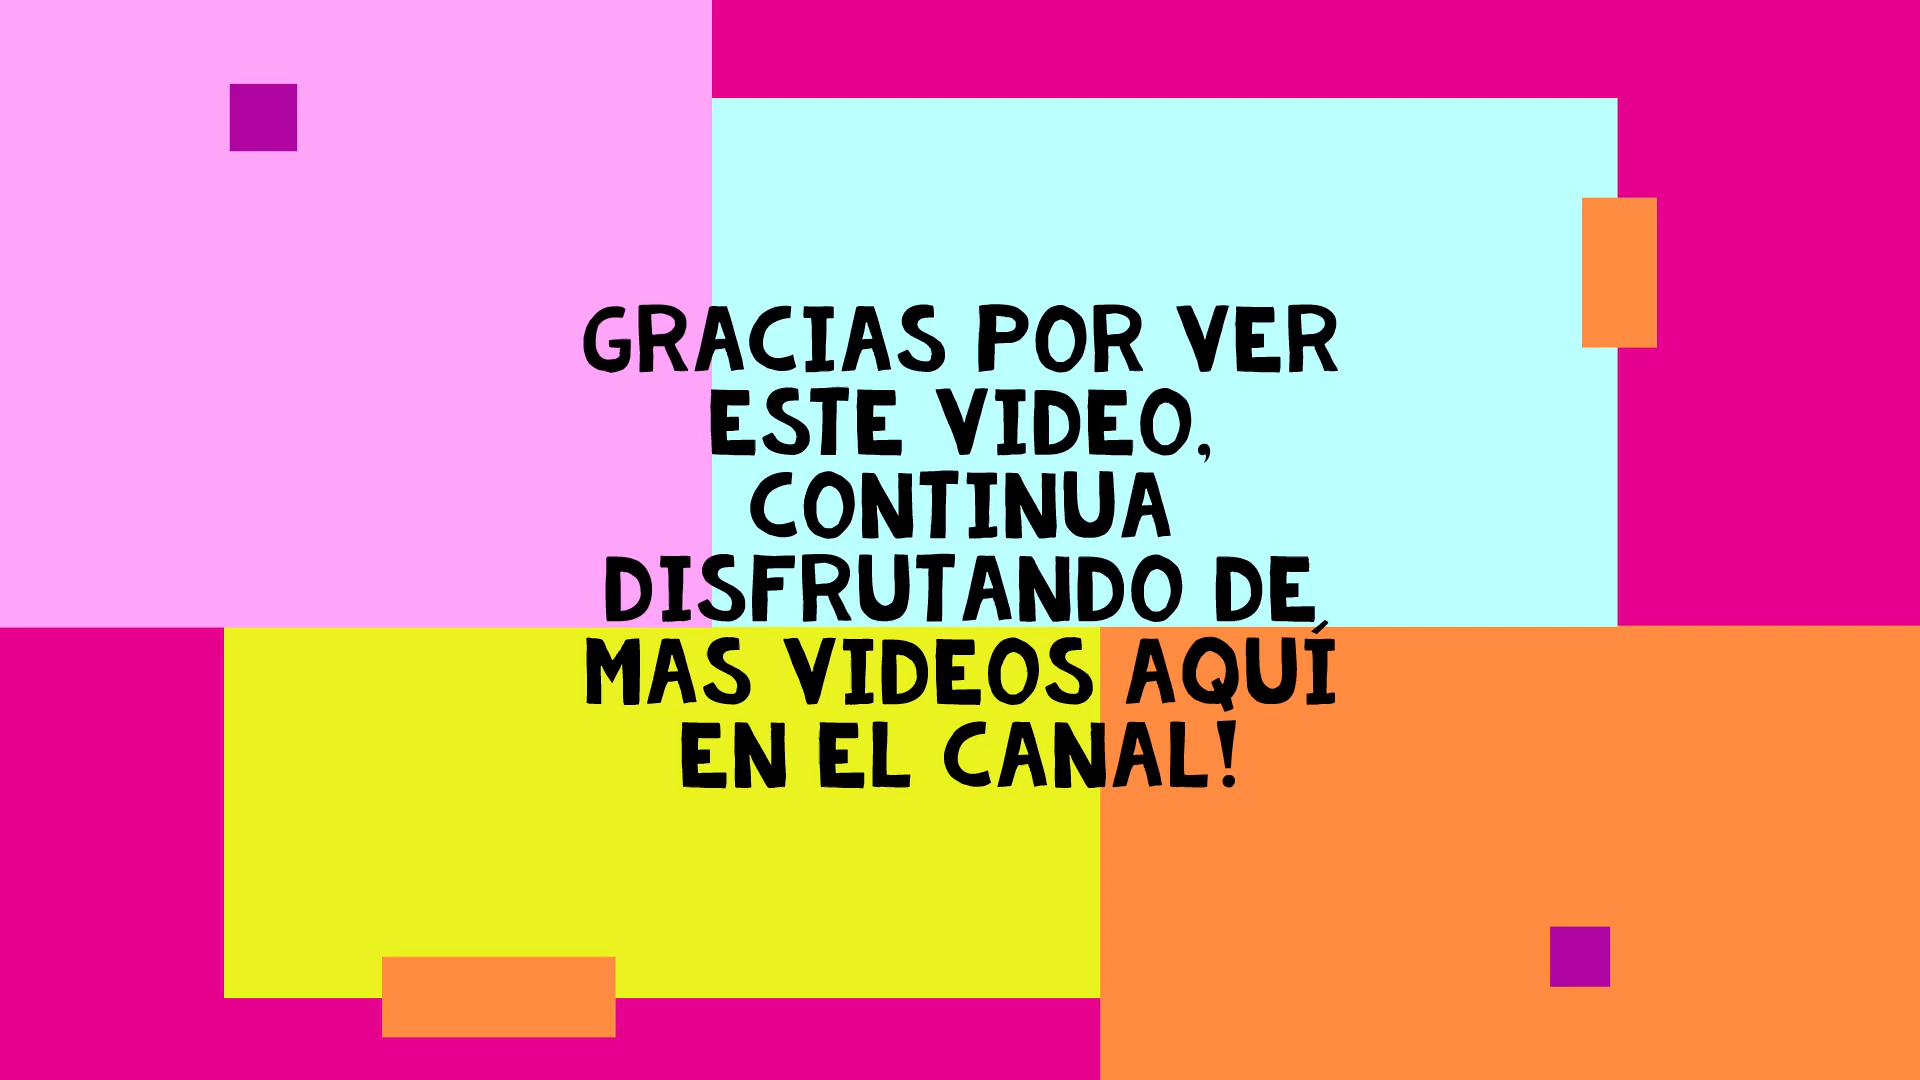 GRACIAS POR VER
ESTE VIDEO,
CONTINUA
DISFRUTANDO DE
MAS VIDEOS AQUÍ
EN EL CANAL!